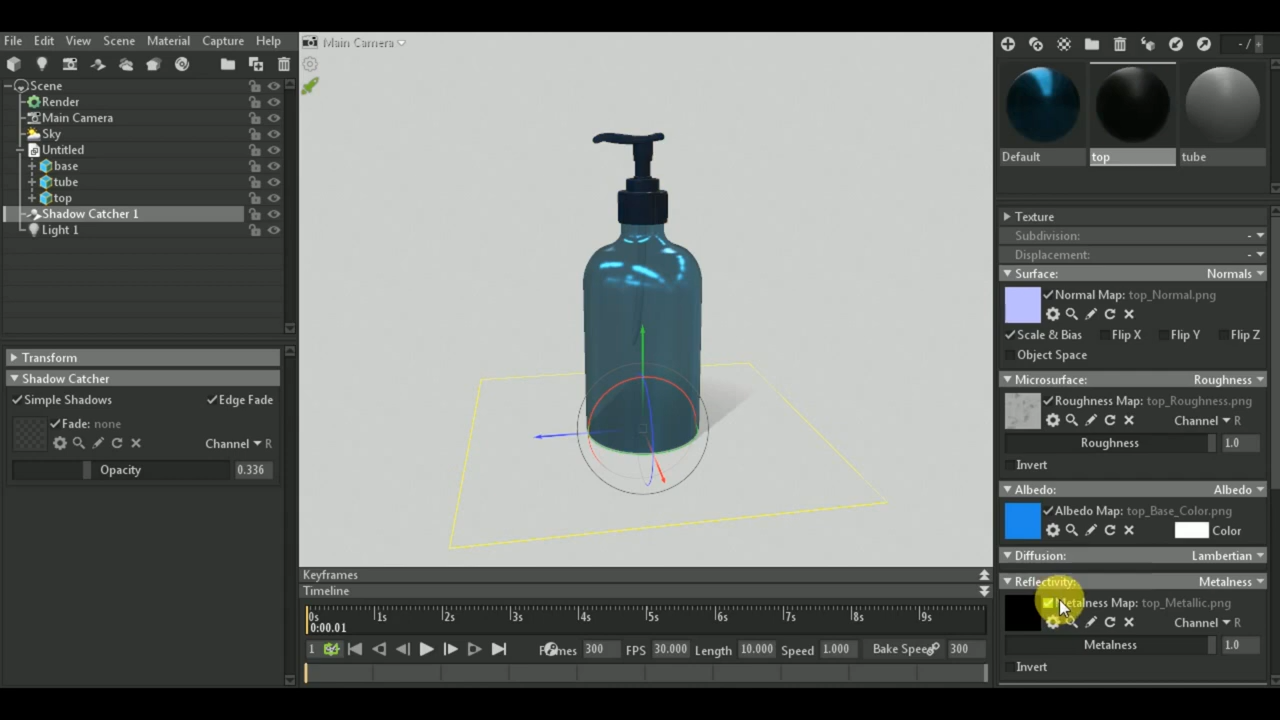 File Edit View Scene Material Capture Help
Scene
Render
Main Camera
Sky
Untitled
base
tube
top
Shadow Catcher 1
Light 1
Transform
Shadow Catcher
Simple Shadows Edge Fade
Fade: none
Channel R
Opacity 0.336
Main Camera
Keyframes
Timeline
0s 1s 2s 3s 4s 5s 6s 7s 8s 9s
0:00.01
1 Frames 300 FPS 30.000 Length 10.000 Speed 1.000 Bake Speed 300
- /
Default top tube
Texture
Subdivision: -
Displacement: -
Surface: Normals
Normal Map: top_Normal.png
Scale & Bias Flip X Flip Y Flip Z
Object Space
Microsurface: Roughness
Roughness Map: top_Roughness.png
Channel R
Roughness 1.0
Invert
Albedo: Albedo
Albedo Map: top_Base_Color.png
Color
Diffusion: Lambertian
Reflectivity: Metalness
Metalness Map: top_Metallic.png
Channel R
Metalness 1.0
Invert